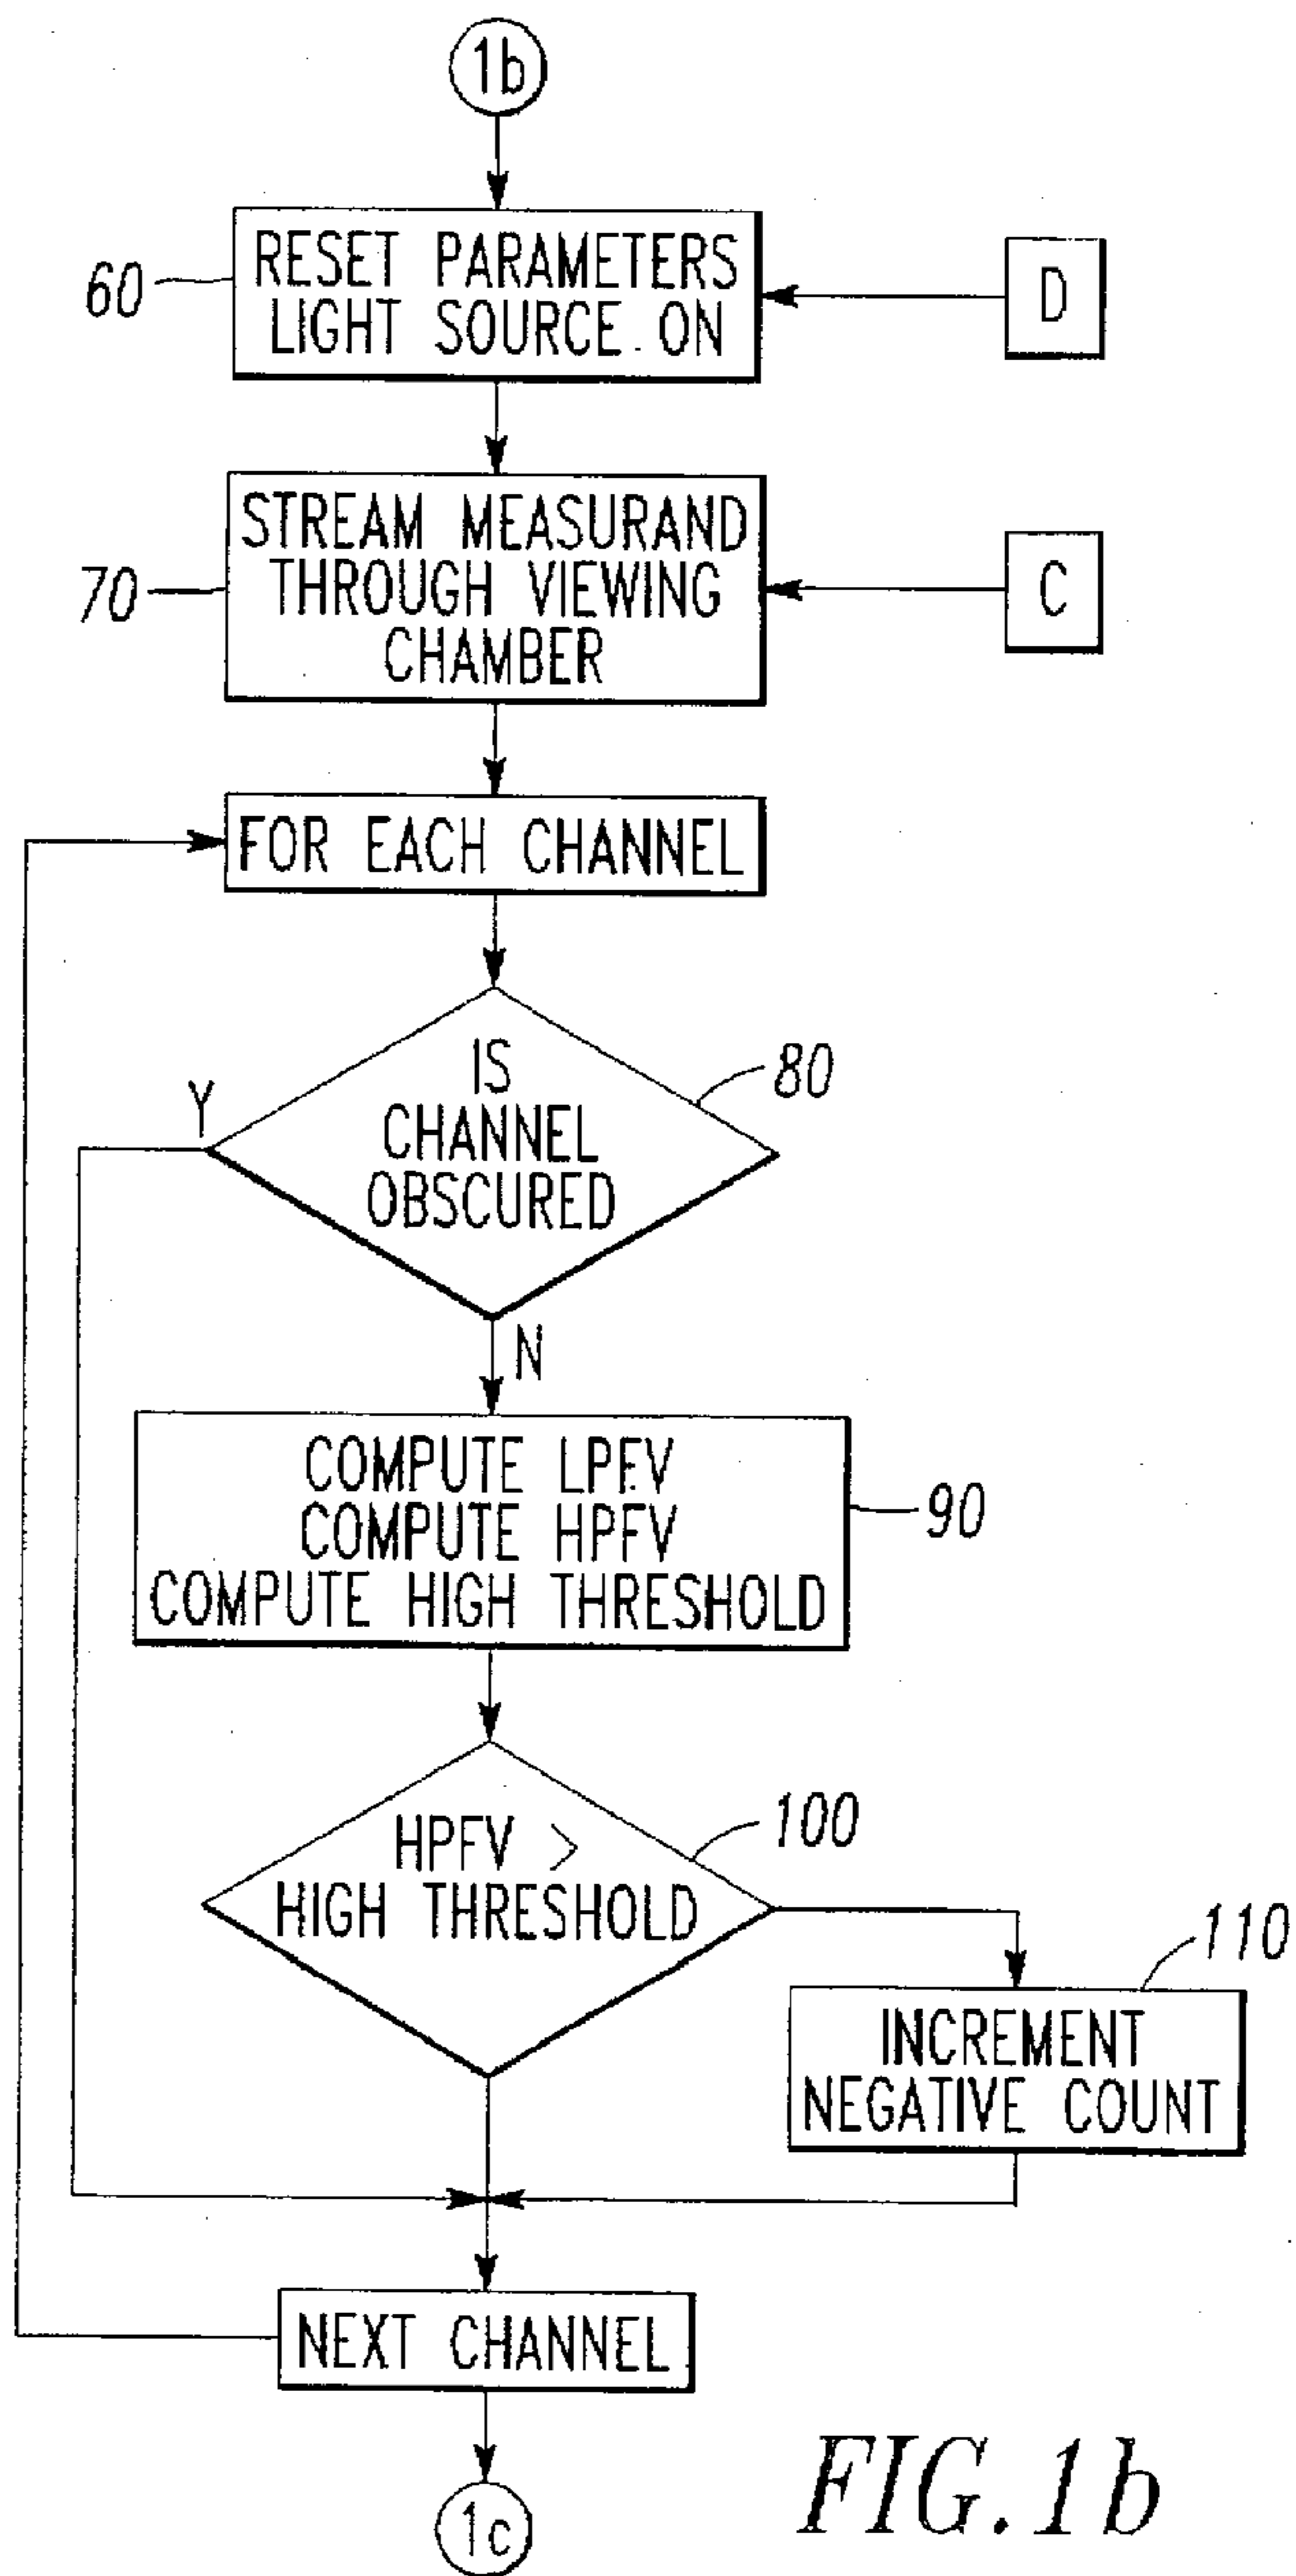 1b
60
RESET PARAMETERS
LIGHT SOURCE ON
D
70
STREAM MEASURAND
THROUGH VIEWING
CHAMBER
C
FOR EACH CHANNEL
80
Y
IS
CHANNEL
OBSCURED
N
90
COMPUTE LPFV
COMPUTE HPFV
COMPUTE HIGH THRESHOLD
100
HPFV >
HIGH THRESHOLD
110
INCREMENT
NEGATIVE COUNT
NEXT CHANNEL
1c
FIG. 1b